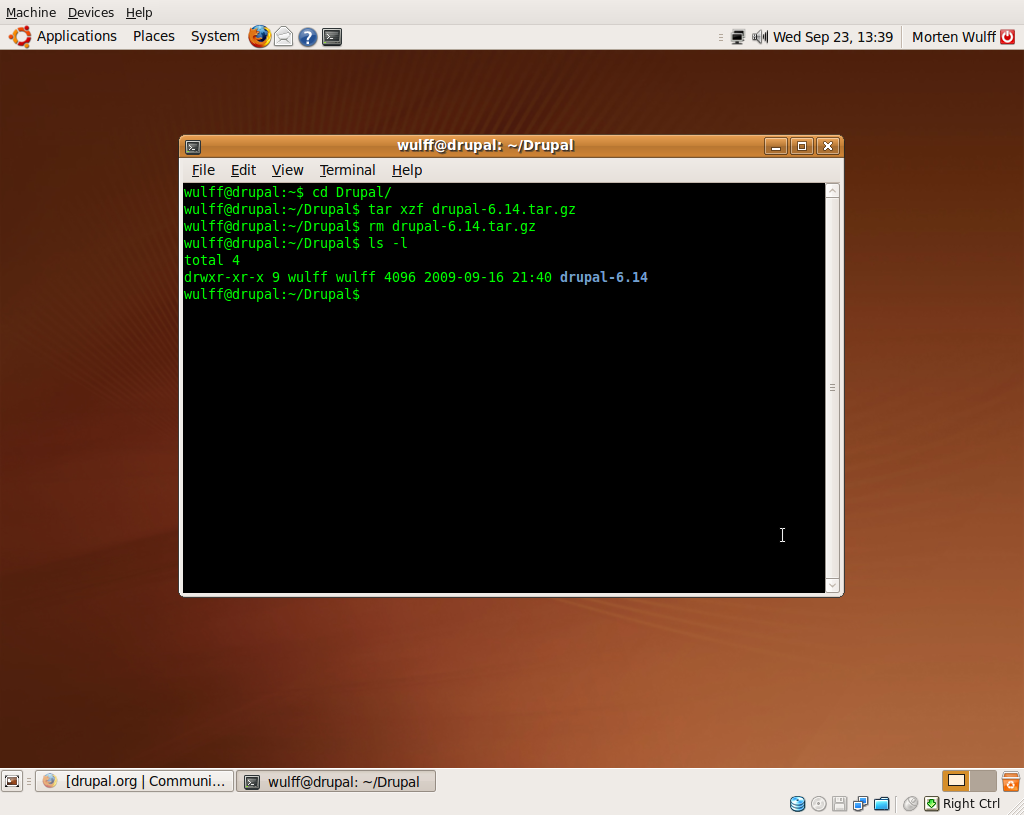 Machine Devices Help
Applications Places System Wed Sep 23, 13:39 Morten Wulff
wulff@drupal: ~/Drupal
File Edit View Terminal Help
wulff@drupal:~$ cd Drupal/
wulff@drupal:~/Drupal$ tar xzf drupal-6.14.tar.gz
wulff@drupal:~/Drupal$ rm drupal-6.14.tar.gz
wulff@drupal:~/Drupal$ ls -l
total 4
drwxr-xr-x 9 wulff wulff 4096 2009-09-16 21:40 drupal-6.14
wulff@drupal:~/Drupal$
[drupal.org | Communi... wulff@drupal: ~/Drupal
Right Ctrl